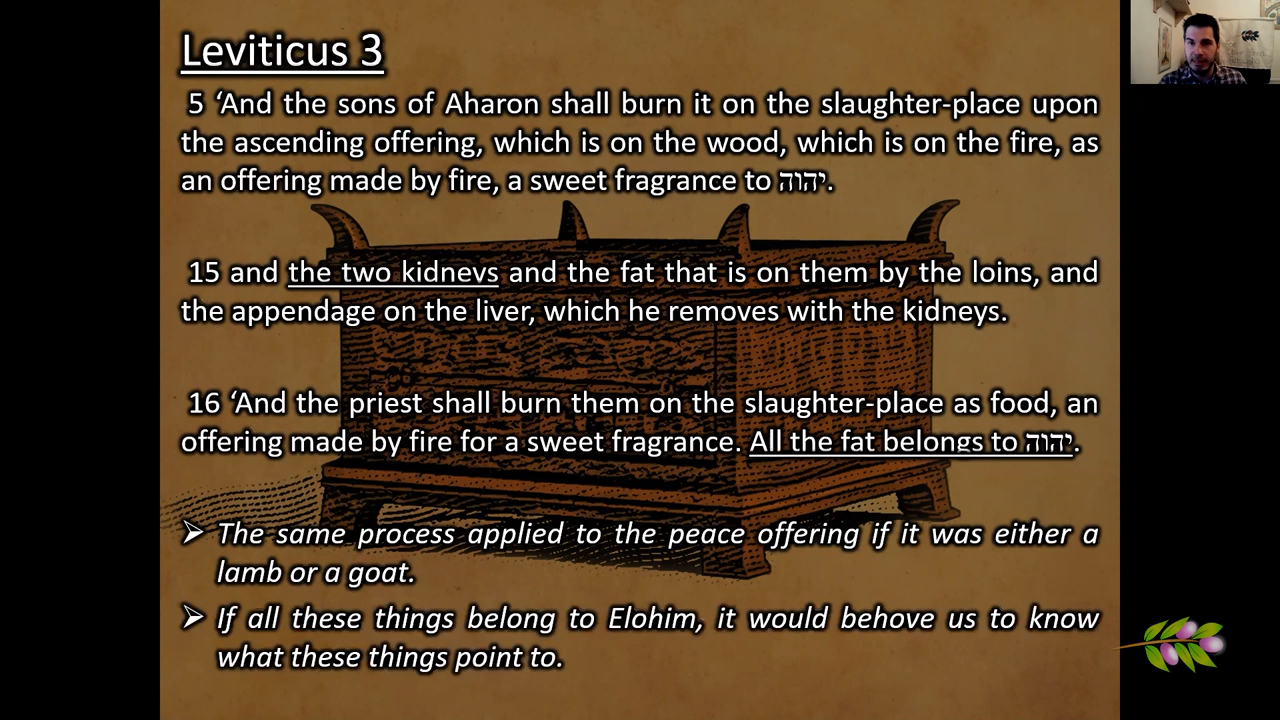 Leviticus 3
5 ‘And the sons of Aharon shall burn it on the slaughter-place upon
the ascending offering, which is on the wood, which is on the fire, as
an offering made by fire, a sweet fragrance to יהוה.
15 and the two kidneys and the fat that is on them by the loins, and
the appendage on the liver, which he removes with the kidneys.
16 ‘And the priest shall burn them on the slaughter-place as food, an
offering made by fire for a sweet fragrance. All the fat belongs to יהוה.
➢ The same process applied to the peace offering if it was either a
lamb or a goat.
➢ If all these things belong to Elohim, it would behove us to know
what these things point to.